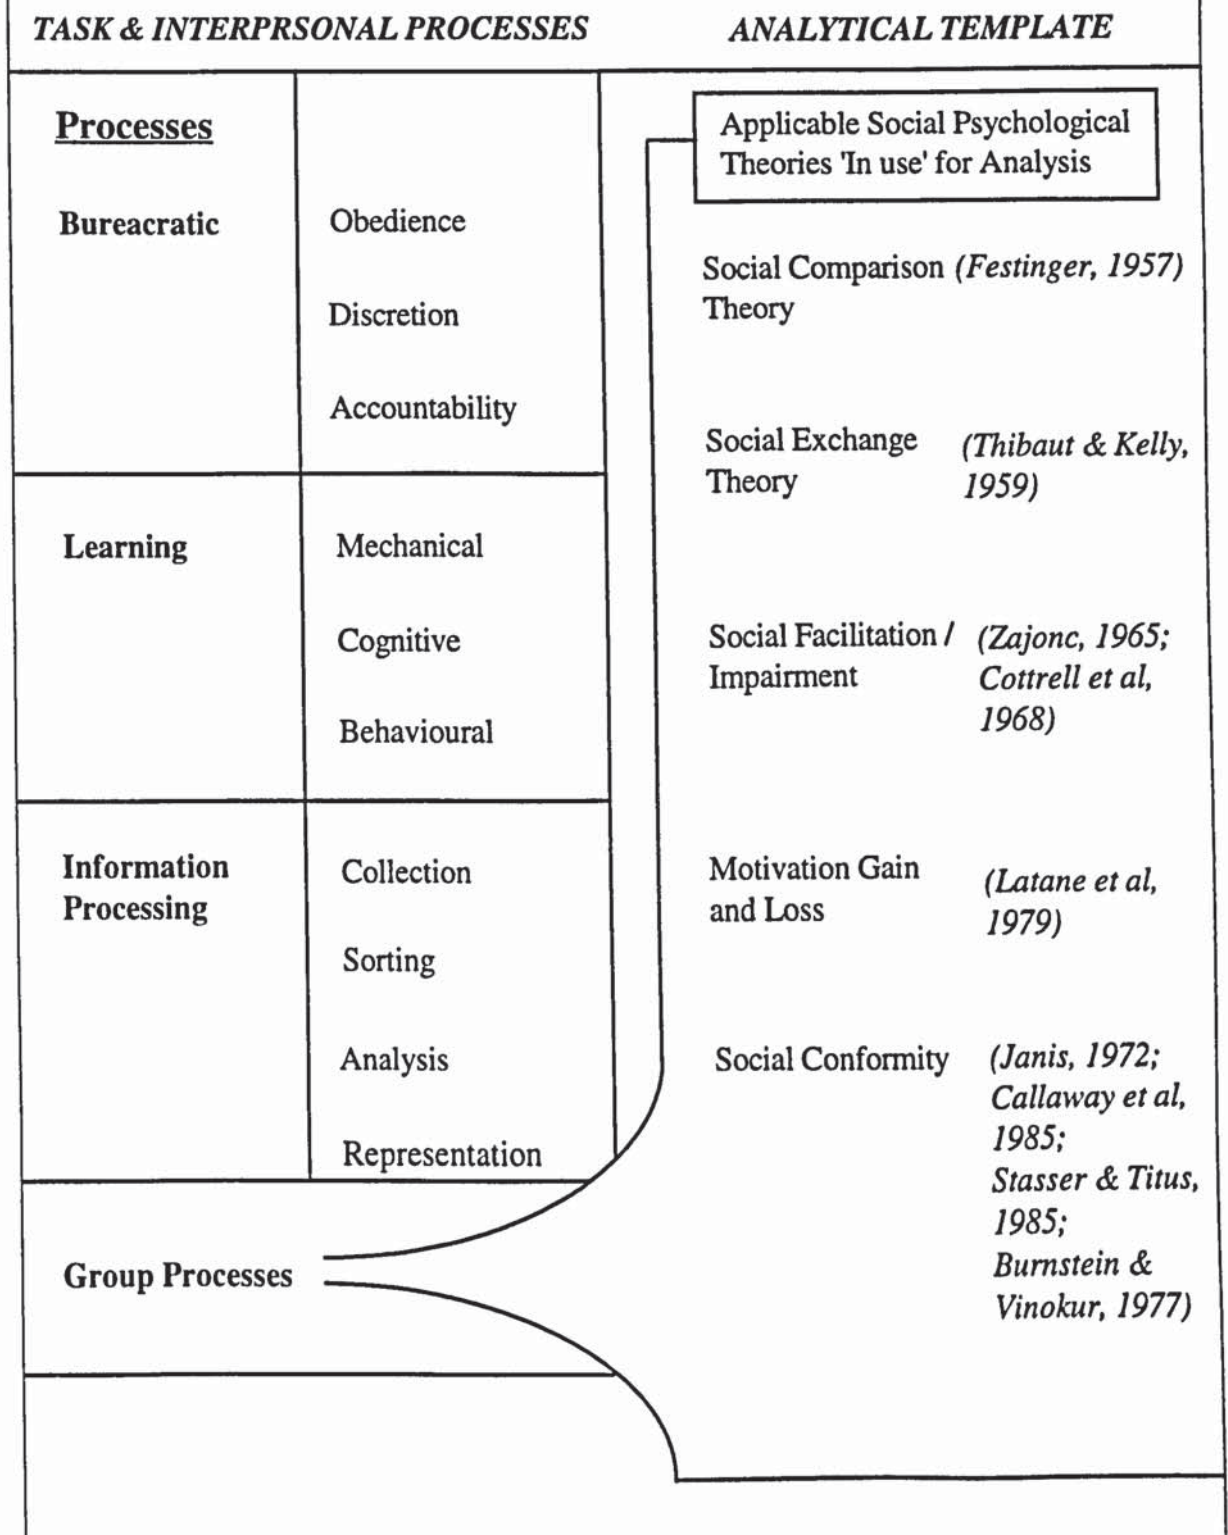 TASK & INTERPRSONAL PROCESSES
ANALYTICAL TEMPLATE
Processes
Bureacratic
Obedience
Discretion
Accountability
Learning
Mechanical
Cognitive
Behavioural
Information
Processing
Collection
Sorting
Analysis
Representation
Group Processes
Applicable Social Psychological
Theories 'In use' for Analysis
Social Comparison (Festinger, 1957)
Theory
Social Exchange (Thibaut & Kelly,
Theory 1959)
Social Facilitation / (Zajonc, 1965;
Impairment Cottrell et al,
1968)
Motivation Gain (Latane et al,
and Loss 1979)
Social Conformity (Janis, 1972;
Callaway et al,
1985;
Stasser & Titus,
1985;
Burnstein &
Vinokur, 1977)